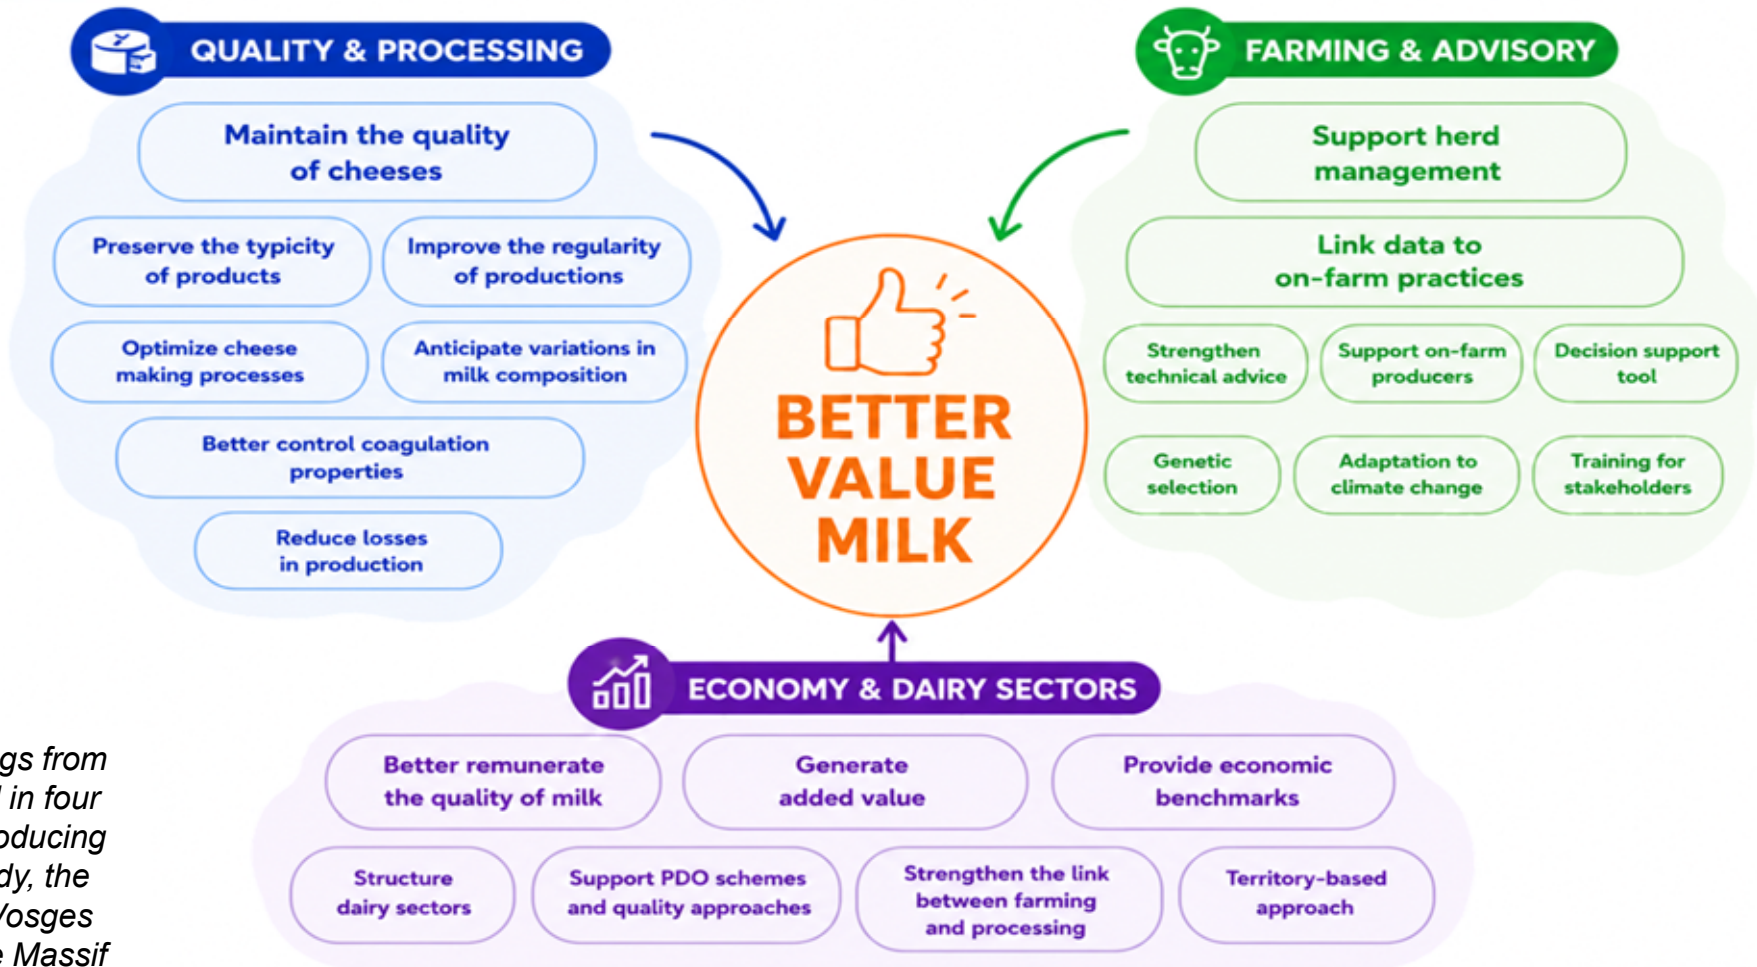 QUALITY & PROCESSING
Maintain the quality
of cheeses
Preserve the typicity
of products
Improve the regularity
of productions
Optimize cheese
making processes
Anticipate variations in
milk composition
Better control coagulation
properties
Reduce losses
in production
FARMING & ADVISORY
Support herd
management
Link data to
on-farm practices
Strengthen
technical advice
Support on-farm
producers
Decision support
tool
Genetic
selection
Adaptation to
climate change
Training for
stakeholders
BETTER
VALUE
MILK
ECONOMY & DAIRY SECTORS
Better remunerate
the quality of milk
Generate
added value
Provide economic
benchmarks
Structure
dairy sectors
Support PDO schemes
and quality approaches
Strengthen the link
between farming
and processing
Territory-based
approach
from
in four
the
Massif